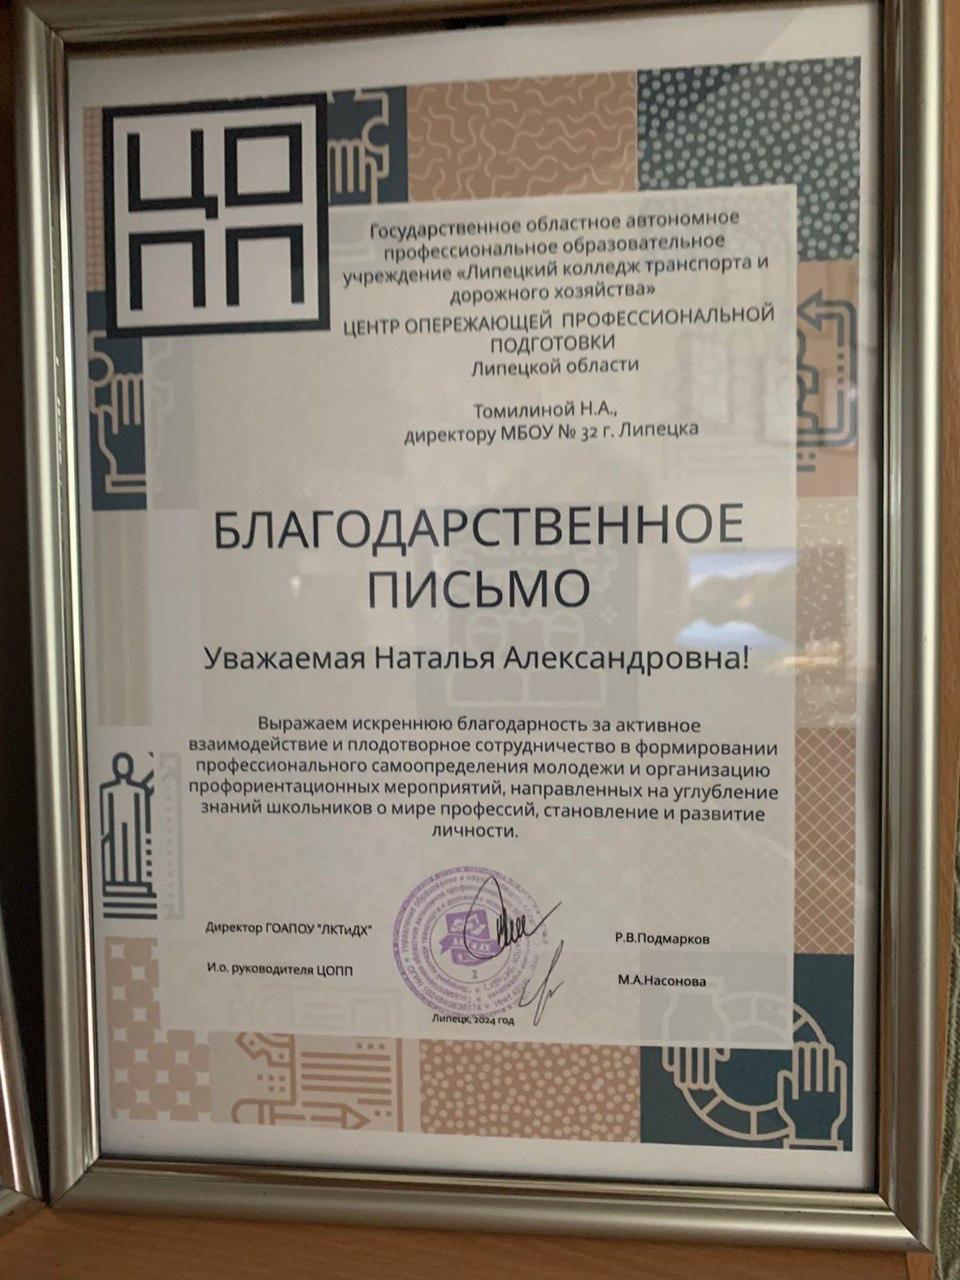 ЦО
ПП
Государственное областное автономное
профессиональное образовательное
учреждение «Липецкий колледж транспорта и
дорожного хозяйства»
ЦЕНТР ОПЕРЕЖАЮЩЕЙ ПРОФЕССИОНАЛЬНОЙ
ПОДГОТОВКИ
Липецкой области
Томилиной Н.А.,
директору МБОУ № 32 г. Липецка
БЛАГОДАРСТВЕННОЕ
ПИСЬМО
Уважаемая Наталья Александровна!
Выражаем искреннюю благодарность за активное
взаимодействие и плодотворное сотрудничество в формировании
профессионального самоопределения молодежи и организацию
профориентационных мероприятий, направленных на углубление
знаний школьников о мире профессий, становление и развитие
личности.
Директор ГОАПОУ "ЛКТиДХ"
Р.В.Подмарков
И.о. руководителя ЦОПП
М.А.Насонова
Липецк, 2024 год